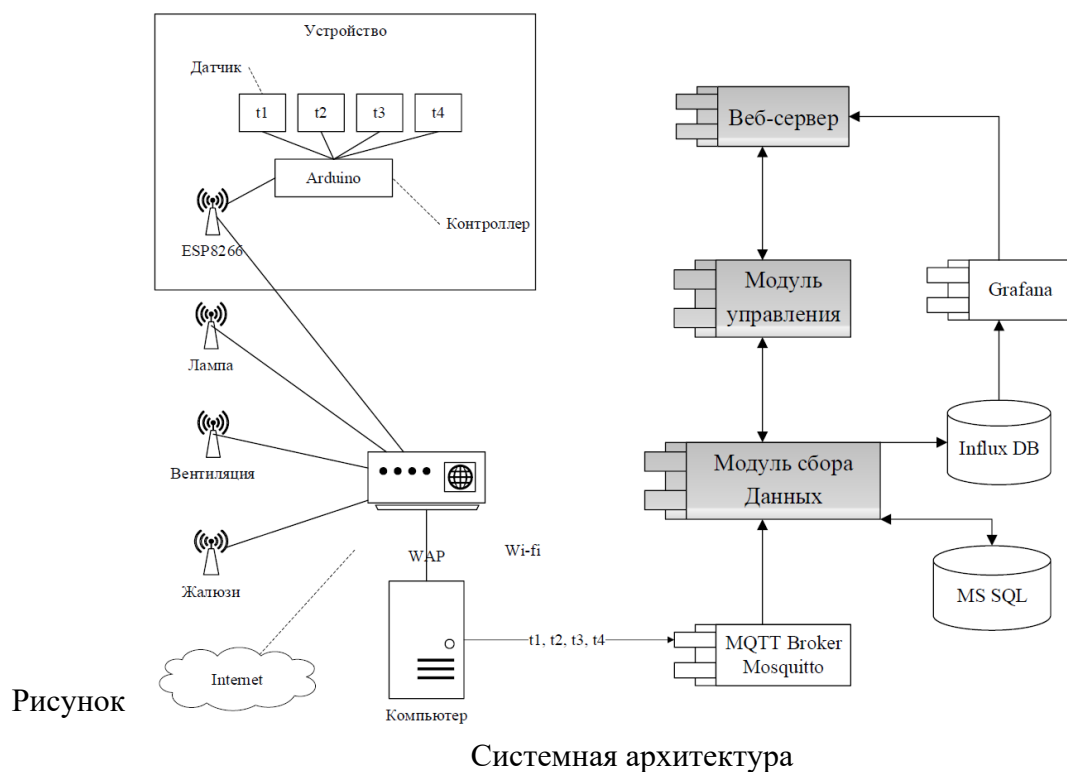 Устройство
Датчик
t1
t2
t3
t4
Arduino
Контроллер
ESP8266
Лампа
Вентиляция
Жалюзи
WAP
Wi-fi
Internet
Компьютер
t1, t2, t3, t4
Веб-сервер
Модуль
управления
Grafana
Модуль сбора
Данных
Influx DB
MS SQL
MQTT Broker
Mosquitto
Рисунок
Системная архитектура